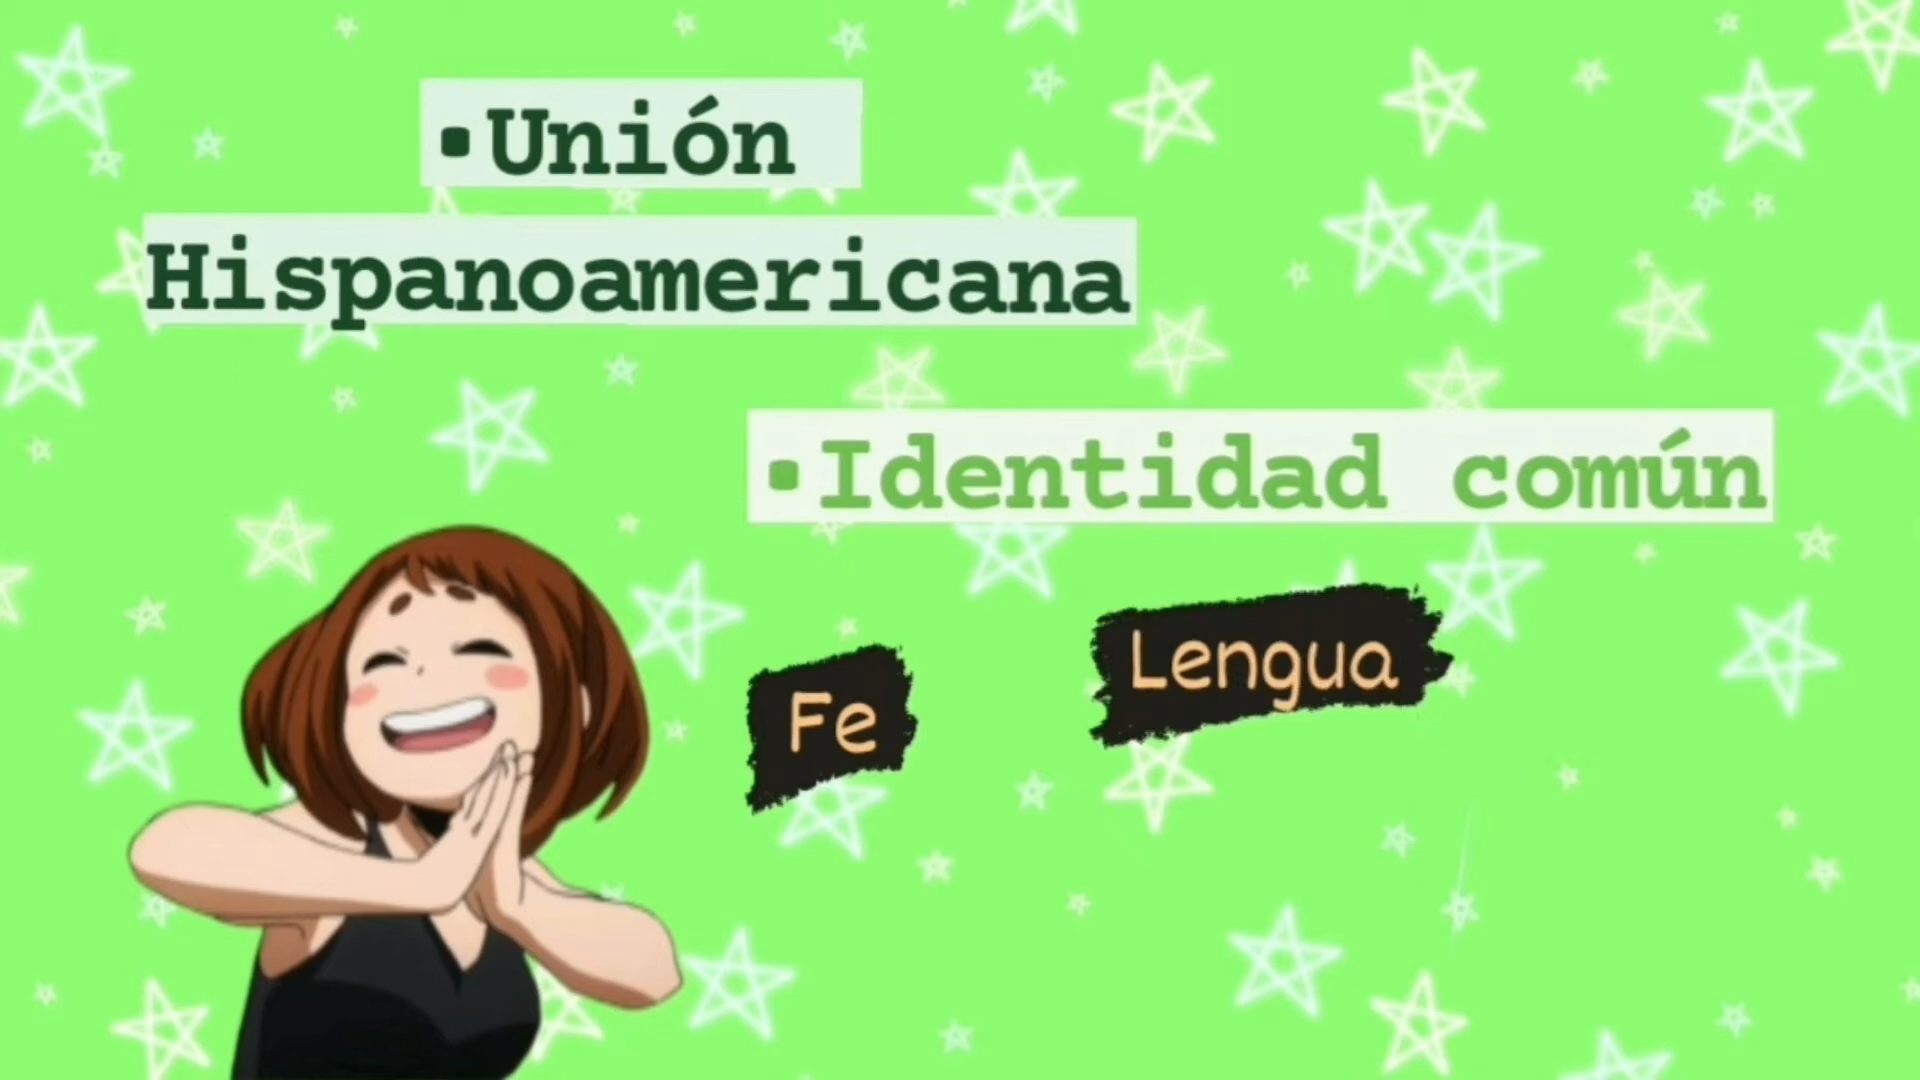 •Unión
Hispanoamericana
•Identidad común
Fe
Lengua